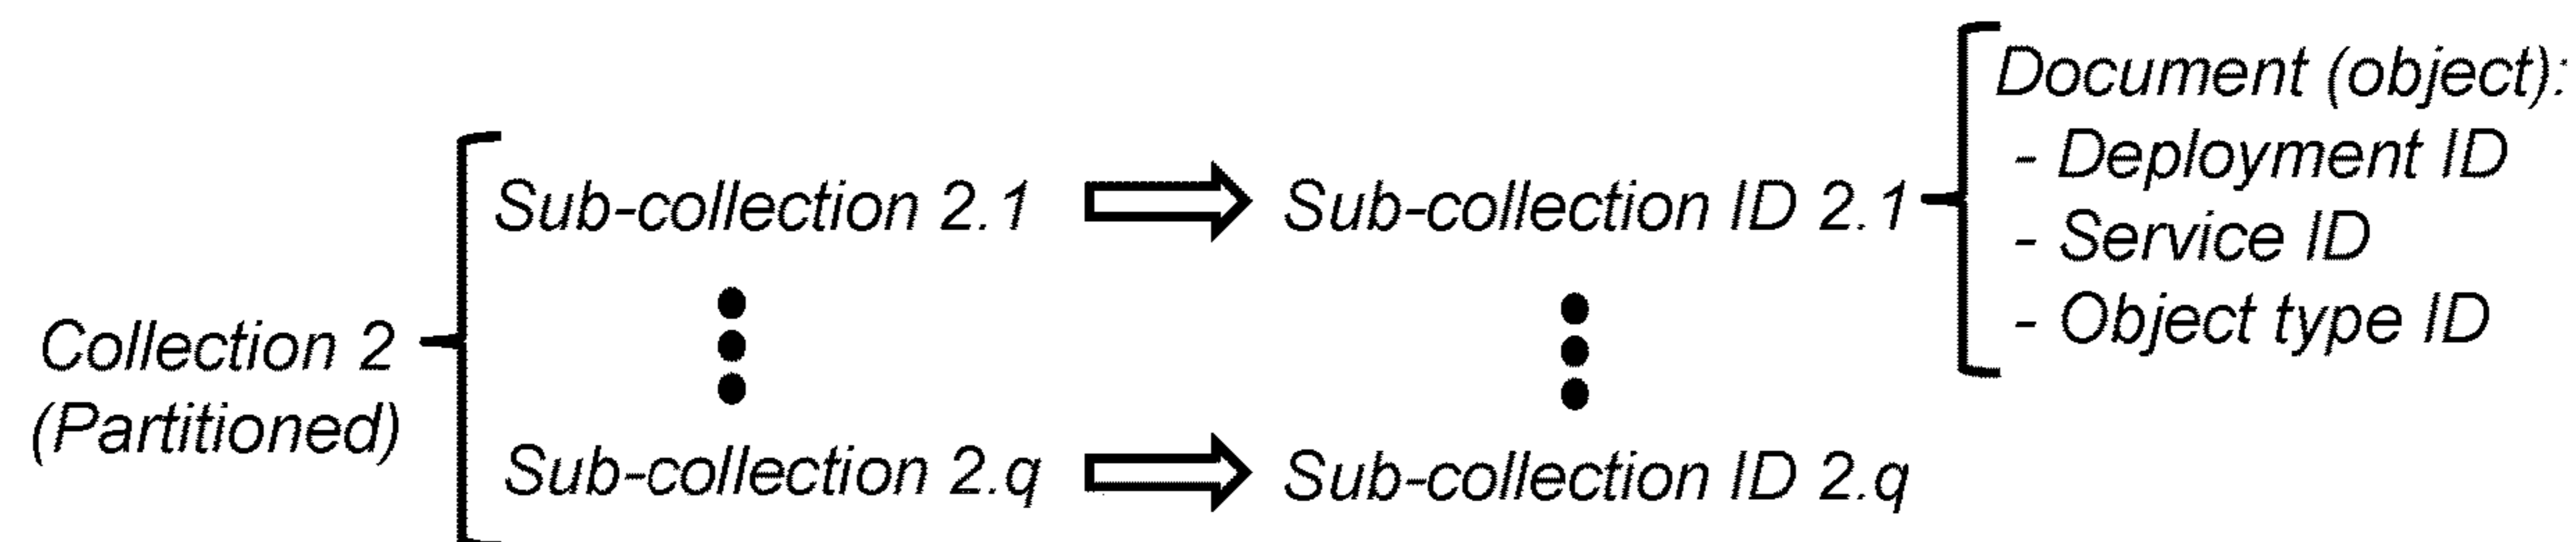 Document (object):
- Deployment ID
Sub-collection 2.1
Sub-collection ID 2.1
- Service ID
- Object type ID
Collection 2
(Partitioned)
Sub-collection 2.q
Sub-collection ID 2.q